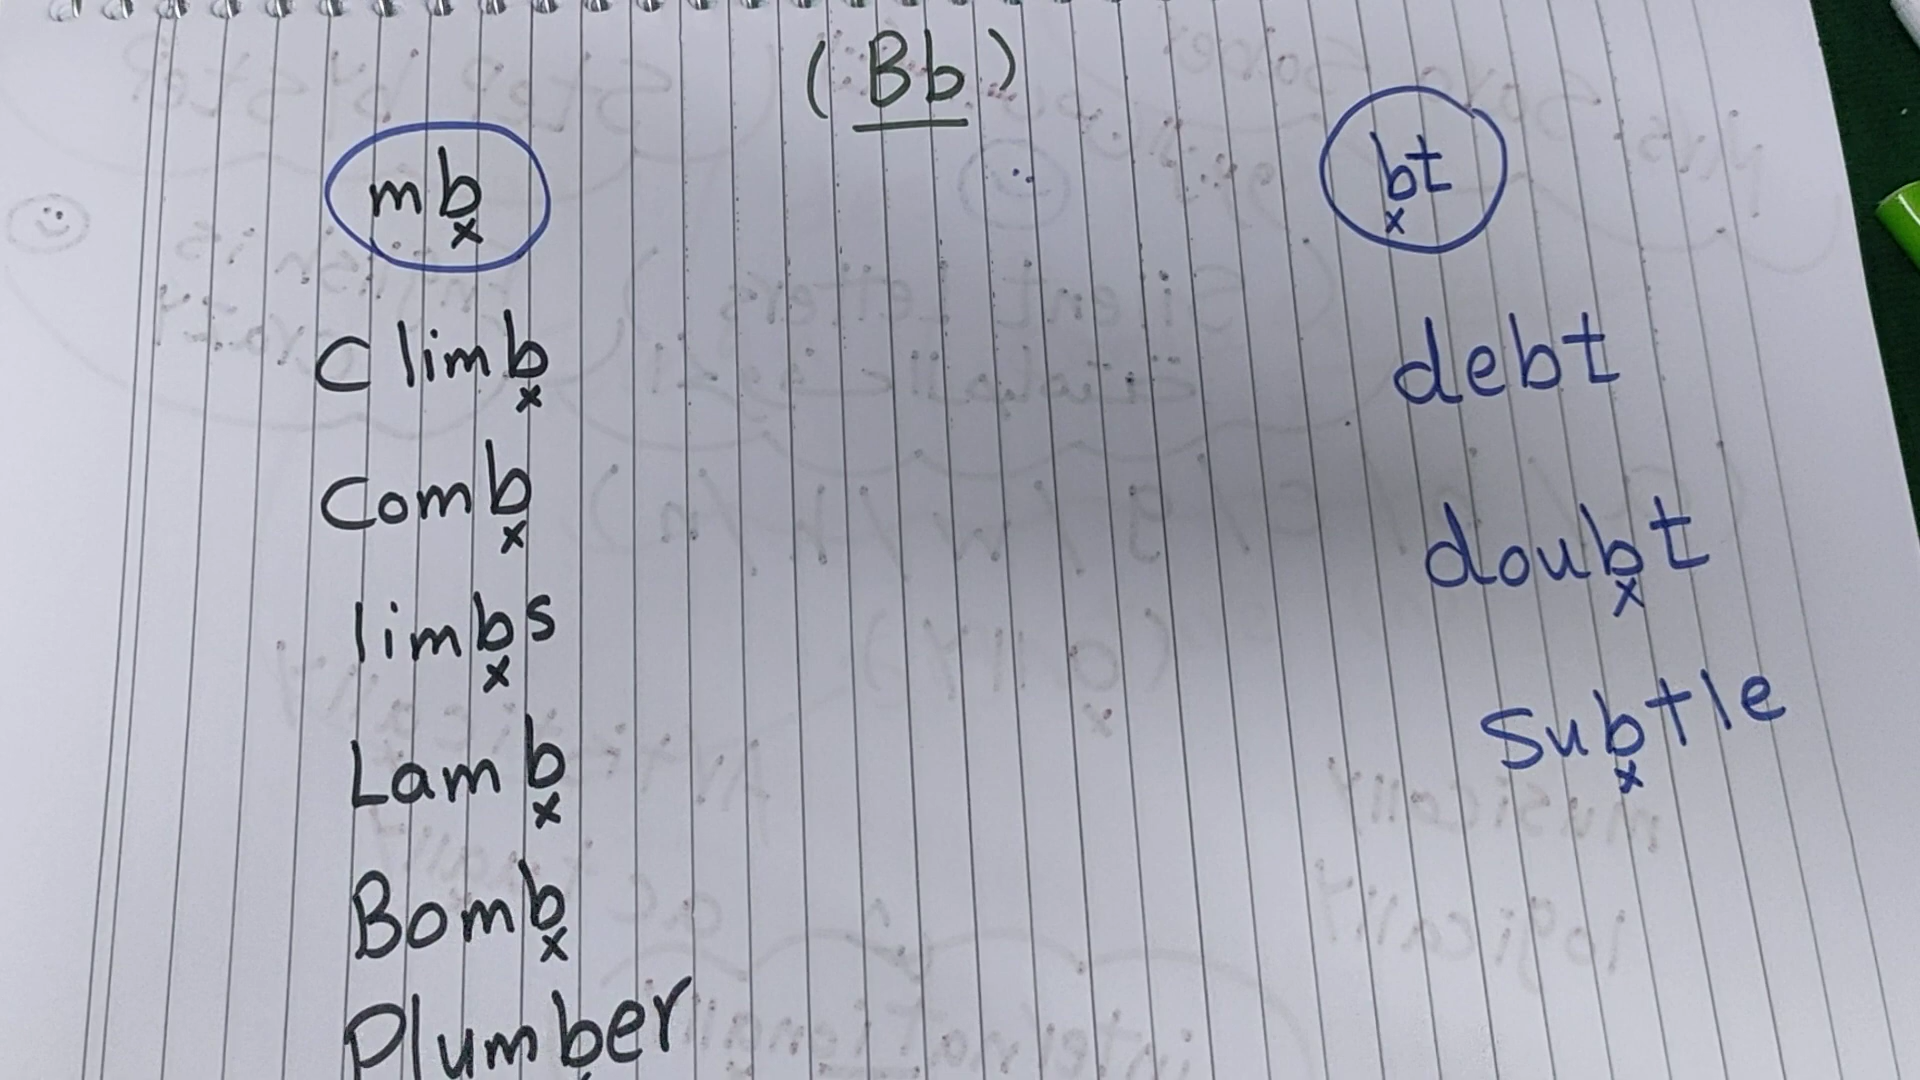 (Bb)
mb
x
bt
x
Climb
x
debt
Comb
x
doubt
x
limbs
x
Subtle
x
Lamb
x
Bomb
x
Plumber